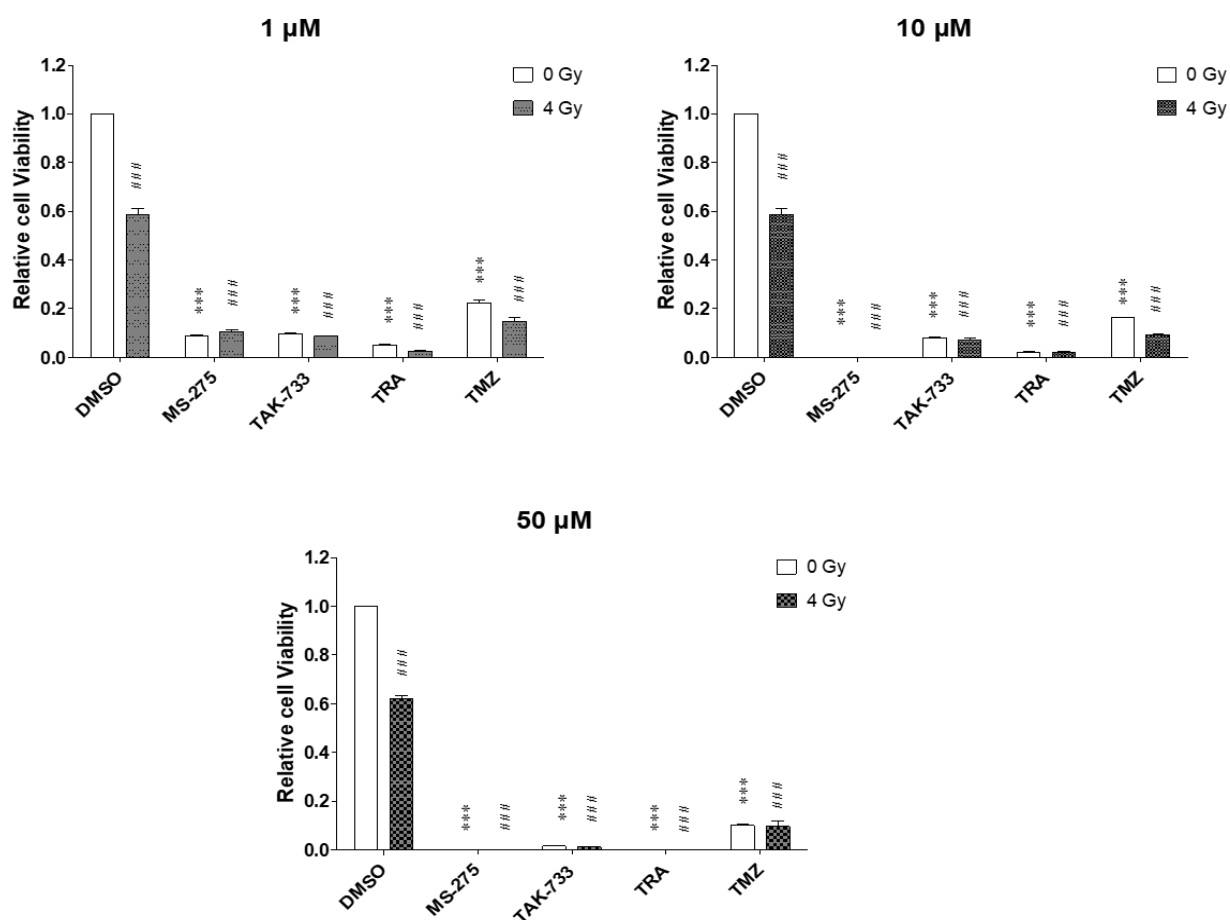 1 µM
Relative cell Viability
1.2
1.0
0.8
0.6
0.4
0.2
0.0
0 Gy
4 Gy
###
***
###
***
###
***
###
***
###
DMSO
MS-275
TAK-733
TRA
TMZ
10 µM
Relative cell Viability
1.2
1.0
0.8
0.6
0.4
0.2
0.0
0 Gy
4 Gy
###
***
###
***
###
***
###
***
###
DMSO
MS-275
TAK-733
TRA
TMZ
50 µM
Relative cell Viability
1.2
1.0
0.8
0.6
0.4
0.2
0.0
0 Gy
4 Gy
###
***
###
***
###
***
###
***
###
DMSO
MS-275
TAK-733
TRA
TMZ